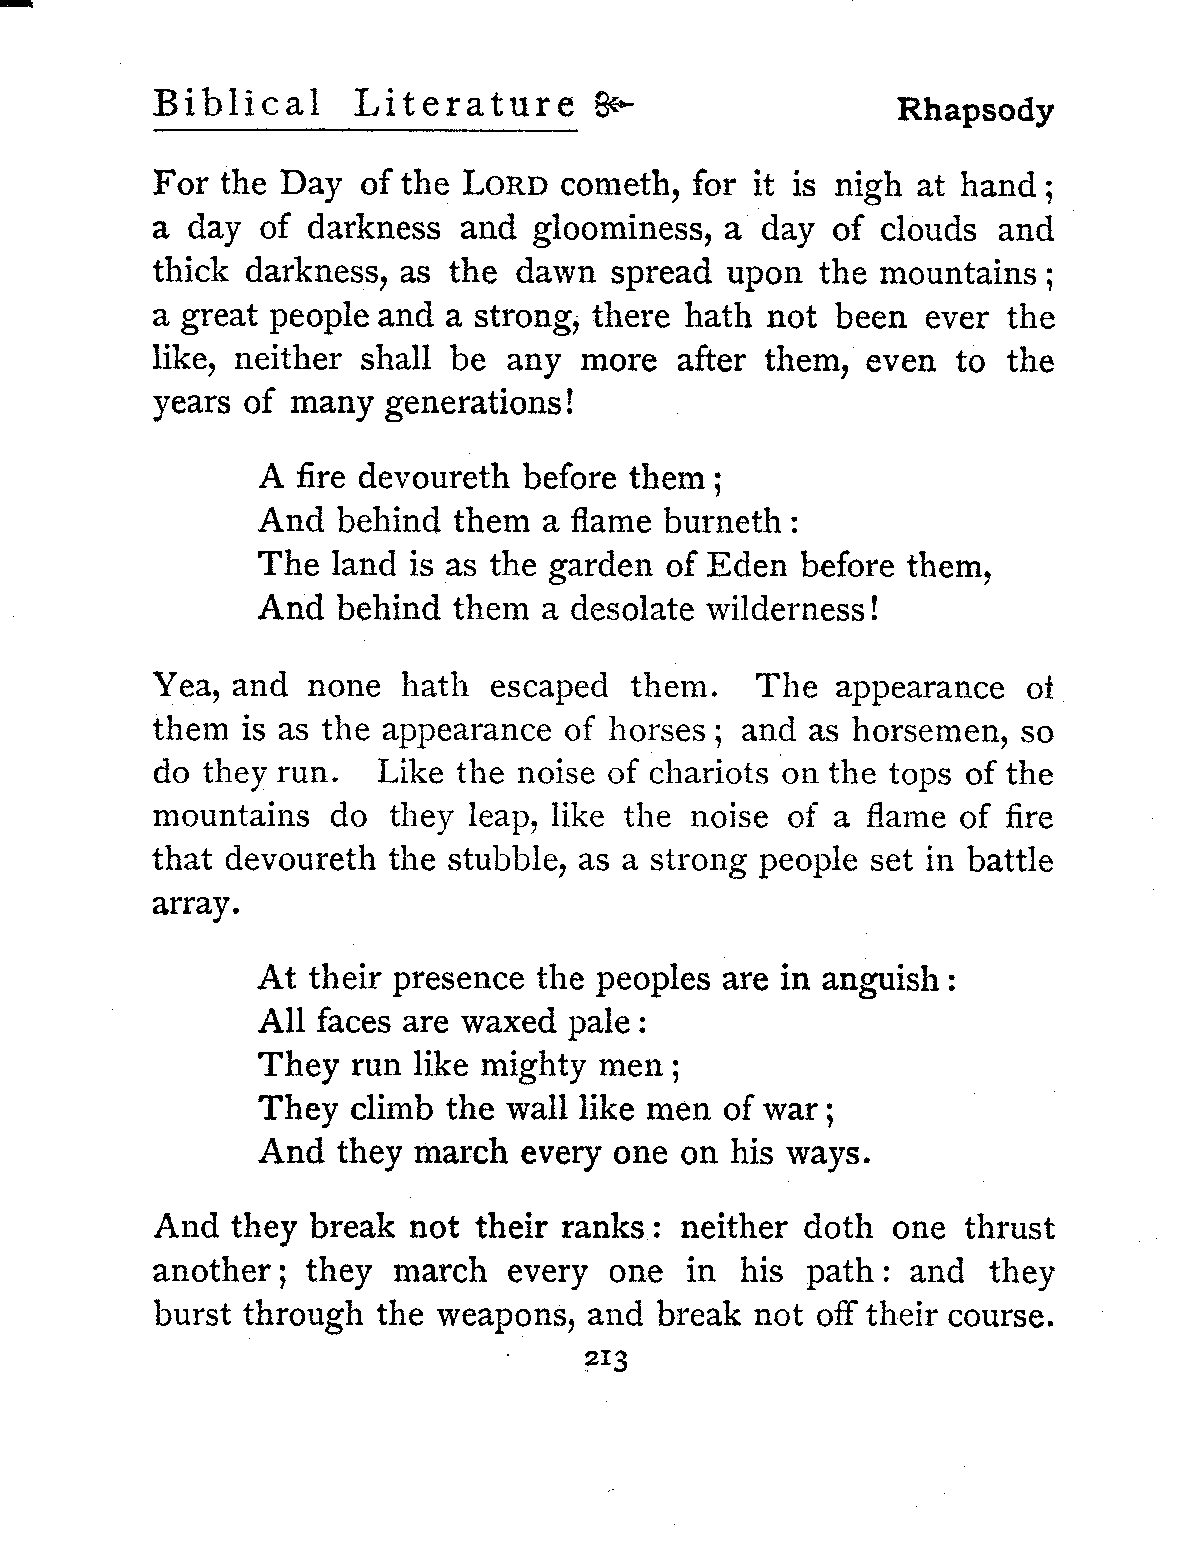 Biblical Literature Rhapsody
For the Day of the LORD cometh, for it is nigh at hand;
a day of darkness and gloominess, a day of clouds and
thick darkness, as the dawn spread upon the mountains;
a great people and a strong, there hath not been ever the
like, neither shall be any more after them, even to the
years of many generations!
A fire devoureth before them;
And behind them a flame burneth:
The land is as the garden of Eden before them,
And behind them a desolate wilderness!
Yea, and none hath escaped them. The appearance of
them is as the appearance of horses; and as horsemen, so
do they run. Like the noise of chariots on the tops of the
mountains do they leap, like the noise of a flame of fire
that devoureth the stubble, as a strong people set in battle
array.
At their presence the peoples are in anguish:
All faces are waxed pale:
They run like mighty men;
They climb the wall like men of war;
And they march every one on his ways.
And they break not their ranks: neither doth one thrust
another; they march every one in his path: and they
burst through the weapons, and break not off their course.
213